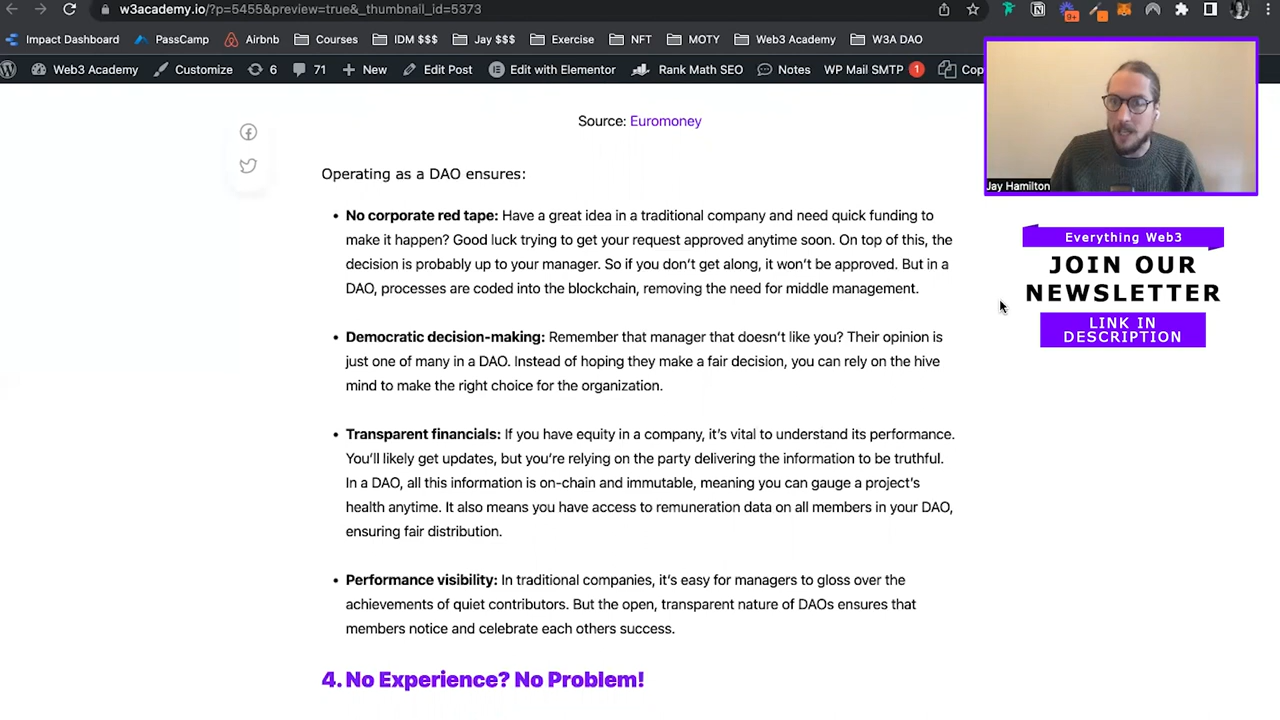 w3academy.io/?p=5455&preview=true&_thumbnail_id=5373
9+
Impact Dashboard PassCamp Airbnb Courses IDM $$$ Jay $$$ Exercise NFT MOTY Web3 Academy W3A DAO
Web3 Academy Customize 6 71 New Edit Post Edit with Elementor Rank Math SEO Notes WP Mail SMTP 1 Cop
Jay Hamilton
Source: Euromoney
Operating as a DAO ensures:
• No corporate red tape: Have a great idea in a traditional company and need quick funding to
make it happen? Good luck trying to get your request approved anytime soon. On top of this, the
decision is probably up to your manager. So if you don't get along, it won't be approved. But in a
DAO, processes are coded into the blockchain, removing the need for middle management.
• Democratic decision-making: Remember that manager that doesn't like you? Their opinion is
just one of many in a DAO. Instead of hoping they make a fair decision, you can rely on the hive
mind to make the right choice for the organization.
• Transparent financials: If you have equity in a company, it's vital to understand its performance.
You'll likely get updates, but you're relying on the party delivering the information to be truthful.
In a DAO, all this information is on-chain and immutable, meaning you can gauge a project's
health anytime. It also means you have access to remuneration data on all members in your DAO,
ensuring fair distribution.
• Performance visibility: In traditional companies, it's easy for managers to gloss over the
achievements of quiet contributors. But the open, transparent nature of DAOs ensures that
members notice and celebrate each others success.
4. No Experience? No Problem!
Everything Web3
JOIN OUR
NEWSLETTER
LINK IN
DESCRIPTION